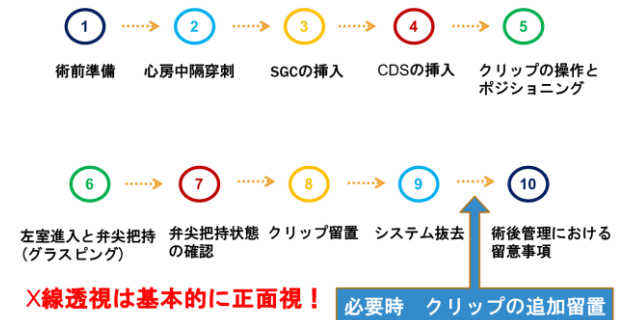 1
2
3
4
5
術前準備
心房中隔穿刺
SGCの挿入
CDSの挿入
クリップの操作と
ポジショニング
6
7
8
9
10
左室進入と弁尖把持
(グラスピング)
弁尖把持状態
の確認
クリップ留置
システム抜去
術後管理における
留意事項
X線透視は基本的に正面視！
必要時　クリップの追加留置